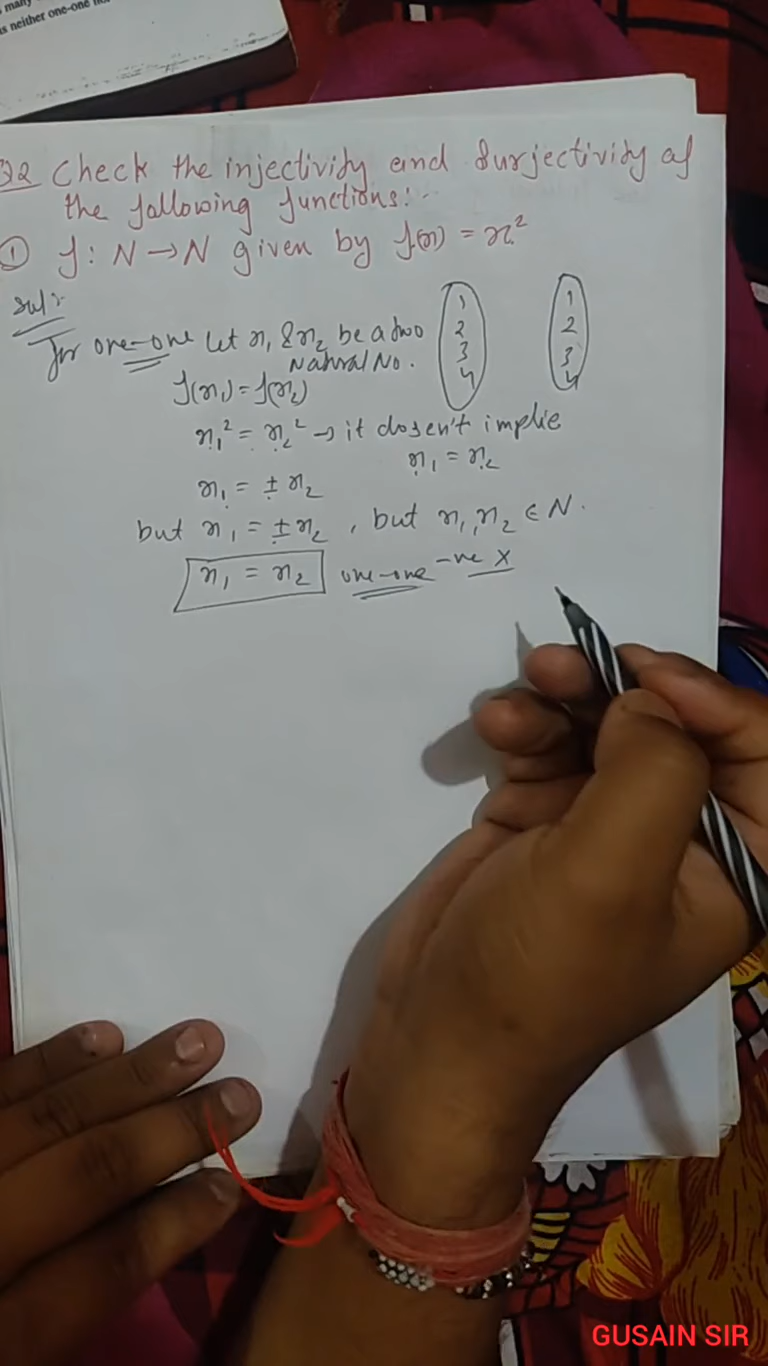 many
is neither one-one no
Q2 Check the injectivity and Surjectivity of
the following functions:-
① f : N → N given by f(x) = x²
Sol:-
For one-one Let x₁ & x₂ be a two
Natural No.
f(x₁) = f(x₂)
x₁² = x₂² → it dosen't implie
x₁ = x₂
x₁ = ± x₂
but x₁ = ± x₂ , but x₁, x₂ ∈ N.
x₁ = x₂ one-one -ve X
1
2
3
4
1
2
3
4
GUSAIN SIR